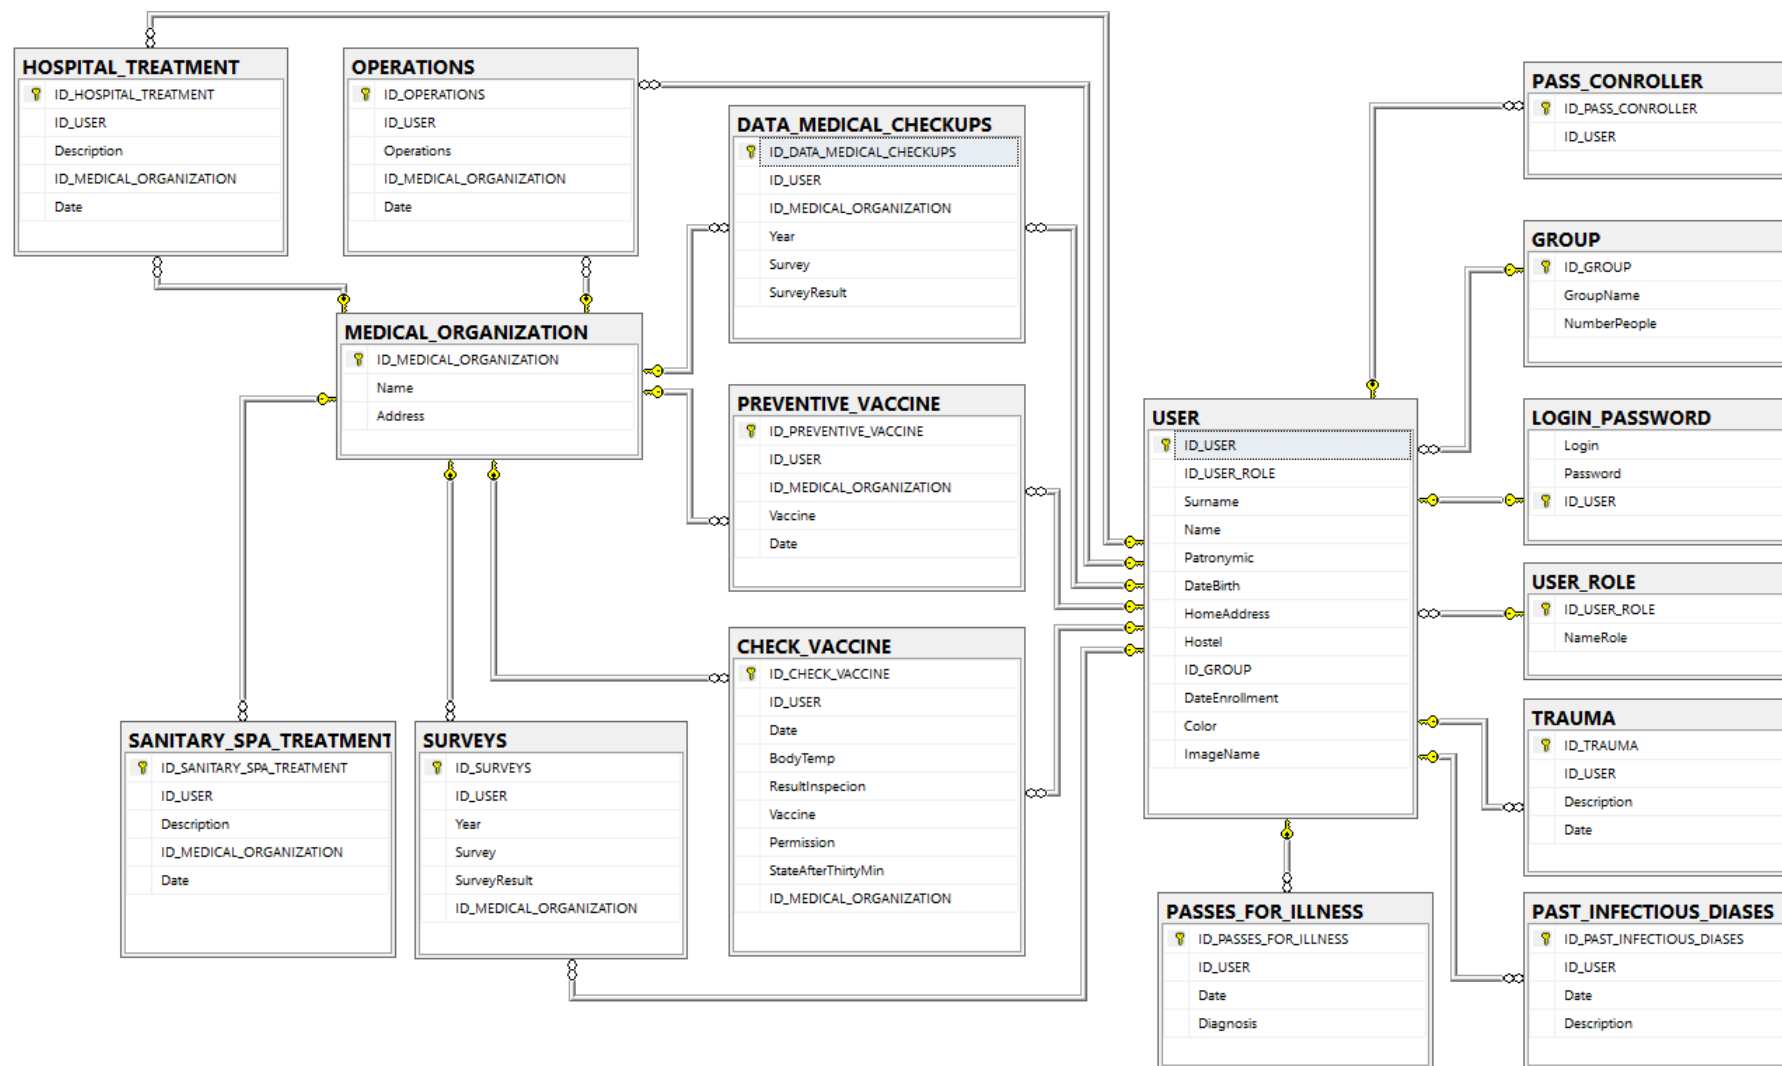 HOSPITAL_TREATMENT
ID_HOSPITAL_TREATMENT
ID_USER
Description
ID_MEDICAL_ORGANIZATION
Date
OPERATIONS
ID_OPERATIONS
ID_USER
Operations
ID_MEDICAL_ORGANIZATION
Date
DATA_MEDICAL_CHECKUPS
ID_DATA_MEDICAL_CHECKUPS
ID_USER
ID_MEDICAL_ORGANIZATION
Year
Survey
SurveyResult
MEDICAL_ORGANIZATION
ID_MEDICAL_ORGANIZATION
Name
Address
PREVENTIVE_VACCINE
ID_PREVENTIVE_VACCINE
ID_USER
ID_MEDICAL_ORGANIZATION
Vaccine
Date
CHECK_VACCINE
ID_CHECK_VACCINE
ID_USER
Date
BodyTemp
ResultInspecion
Vaccine
Permission
StateAfterThirtyMin
ID_MEDICAL_ORGANIZATION
SANITARY_SPA_TREATMENT
ID_SANITARY_SPA_TREATMENT
ID_USER
Description
ID_MEDICAL_ORGANIZATION
Date
SURVEYS
ID_SURVEYS
ID_USER
Year
Survey
SurveyResult
ID_MEDICAL_ORGANIZATION
USER
ID_USER
ID_USER_ROLE
Surname
Name
Patronymic
DateBirth
HomeAddress
Hostel
ID_GROUP
DateEnrollment
Color
ImageName
PASSES_FOR_ILLNESS
ID_PASSES_FOR_ILLNESS
ID_USER
Date
Diagnosis
PASS_CONROLLER
ID_PASS_CONROLLER
ID_USER
GROUP
ID_GROUP
GroupName
NumberPeople
LOGIN_PASSWORD
Login
Password
ID_USER
USER_ROLE
ID_USER_ROLE
NameRole
TRAUMA
ID_TRAUMA
ID_USER
Description
Date
PAST_INFECTIOUS_DIASES
ID_PAST_INFECTIOUS_DIASES
ID_USER
Date
Description